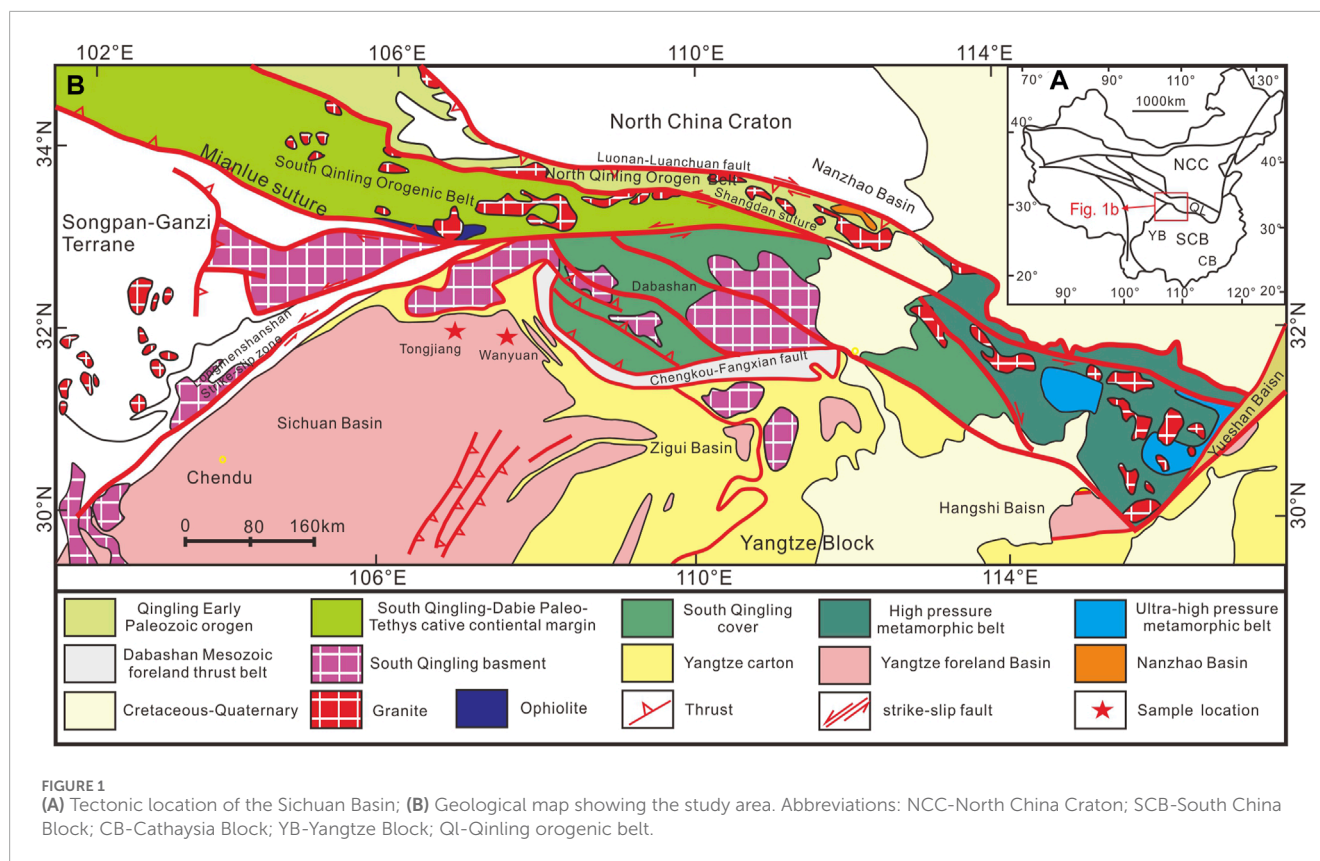 102°E
106°E
110°E
114°E
B
A
70°
90°
110°
130°
1000km
40°
40°
NCC
30°
Fig. 1b
QL
30°
YB
SCB
CB
20°
20°
90°
100°
110°
120°
34°N
32°N
30°N
32°N
30°N
North China Craton
Luonan-Luanchuan fault
Nanzhao Basin
North Qinling Orogen Belt
South Qinling Orogenic Belt
Shangdan suture
Mianlue suture
Songpan-Ganzi
Terrane
Dabashan
Tongjiang
Wanyuan
Chengkou-Fangxian fault
Longmenshanshan
Strike-slip zone
Sichuan Basin
Zigui Basin
Yueshan Baisn
Chendu
Hangshi Baisn
0 80 160km
Yangtze Block
106°E
110°E
114°E
Qingling Early
Paleozoic orogen
South Qingling-Dabie Paleo-
Tethys cative contiental margin
South Qingling
cover
High pressure
metamorphic belt
Ultra-high pressure
metamorphic belt
Dabashan Mesozoic
foreland thrust belt
South Qingling basment
Yangtze carton
Yangtze foreland Basin
Nanzhao Basin
Cretaceous-Quaternary
Granite
Ophiolite
Thrust
strike-slip fault
Sample location
FIGURE 1
(A) Tectonic location of the Sichuan Basin; (B) Geological map showing the study area. Abbreviations: NCC-North China Craton; SCB-South China
Block; CB-Cathaysia Block; YB-Yangtze Block; Ql-Qinling orogenic belt.